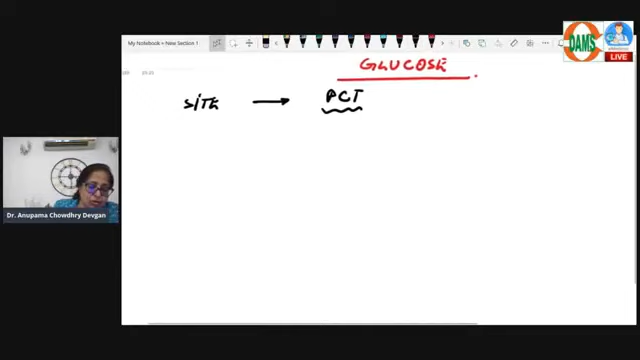 My Notebook » New Section 1
DAMS
LIVE
GLUCOSE
SITE → PCT
Dr. Anupama Chowdhry Devgan